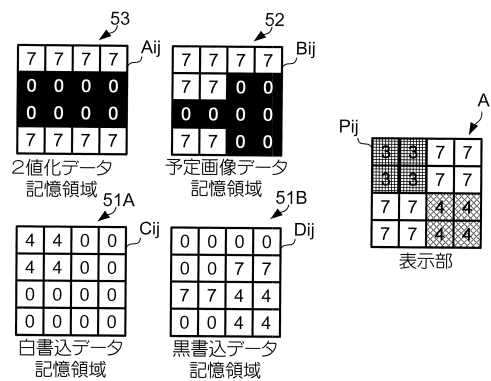 53
Aij
7 7 7 7
0 0 0 0
0 0 0 0
7 7 7 7
2値化データ
記憶領域
52
Bij
7 7 7 7
7 7 0 0
0 0 0 0
7 7 0 0
予定画像データ
記憶領域
A
Pij
3 3 7 7
3 3 7 7
7 7 4 4
7 7 4 4
表示部
51A
Cij
4 4 0 0
4 4 0 0
0 0 0 0
0 0 0 0
白書込データ
記憶領域
51B
Dij
0 0 0 0
0 0 7 7
7 7 4 4
0 0 4 4
黒書込データ
記憶領域